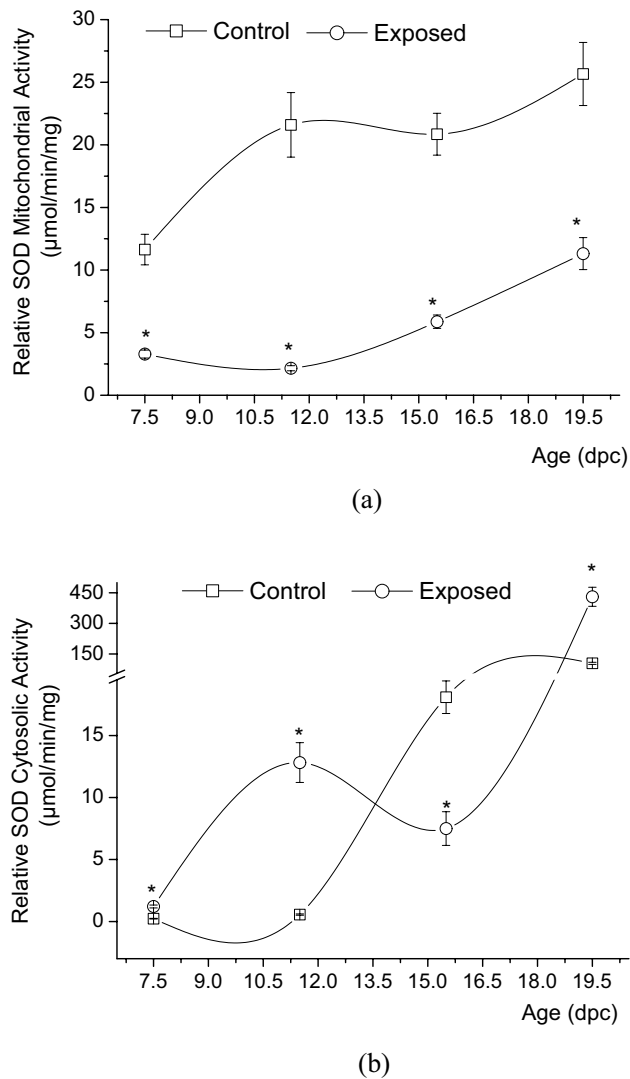 Control Exposed
Relative SOD Mitochondrial Activity
(µmol/min/mg)
30
25
20
15
10
5
0
* * * *
7.5 9.0 10.5 12.0 13.5 15.0 16.5 18.0 19.5
Age (dpc)
(a)
Control Exposed
Relative SOD Cytosolic Activity
(µmol/min/mg)
450
300
150
15
10
5
0
* * * *
7.5 9.0 10.5 12.0 13.5 15.0 16.5 18.0 19.5
Age (dpc)
(b)